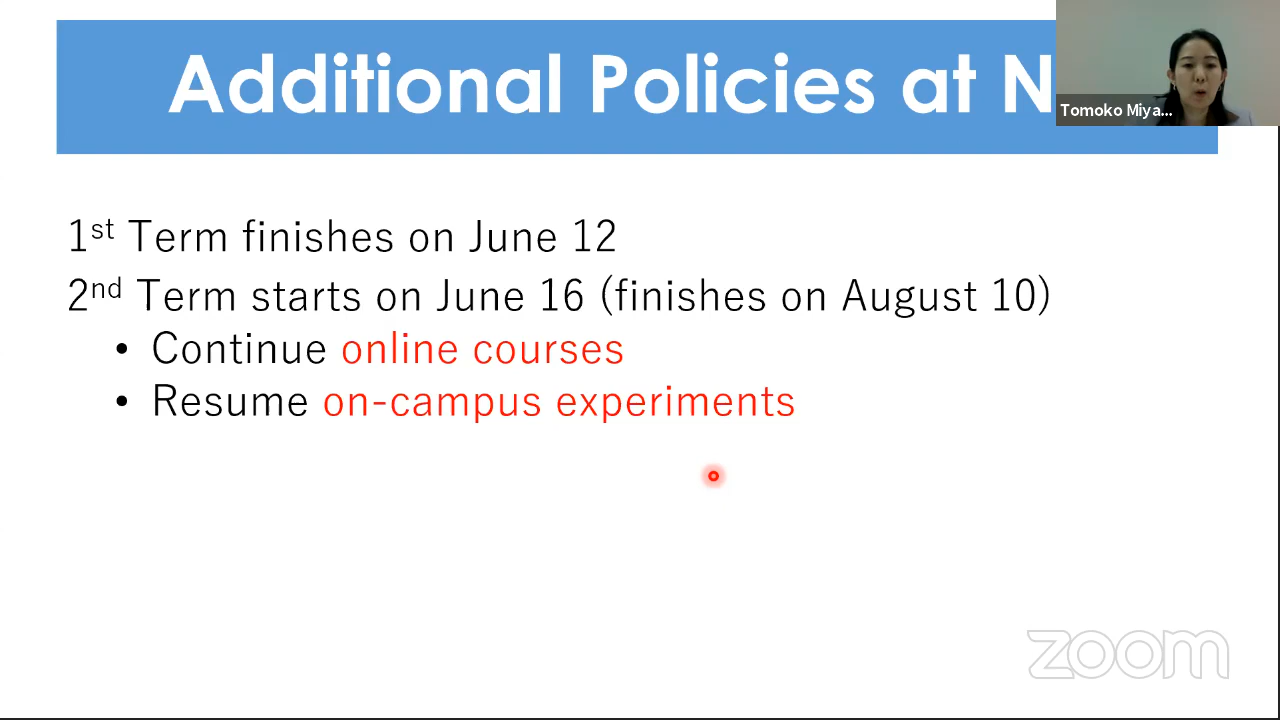 Additional Policies at N
Tomoko Miya...
1st Term finishes on June 12
2nd Term starts on June 16 (finishes on August 10)
• Continue online courses
• Resume on-campus experiments
zoom